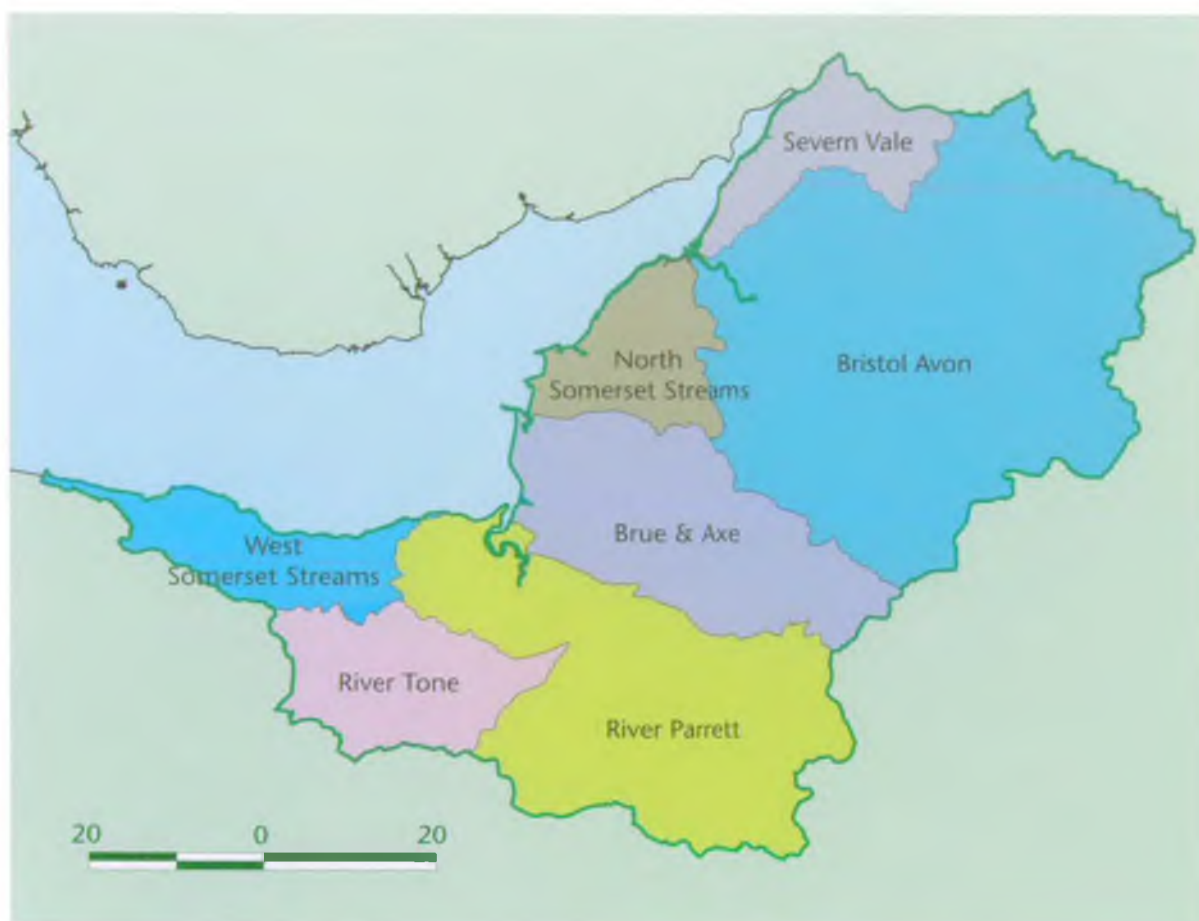 Severn Vale
North
Somerset Streams
Bristol Avon
Brue & Axe
West
Somerset Streams
River Tone
River Parrett
20 0 20